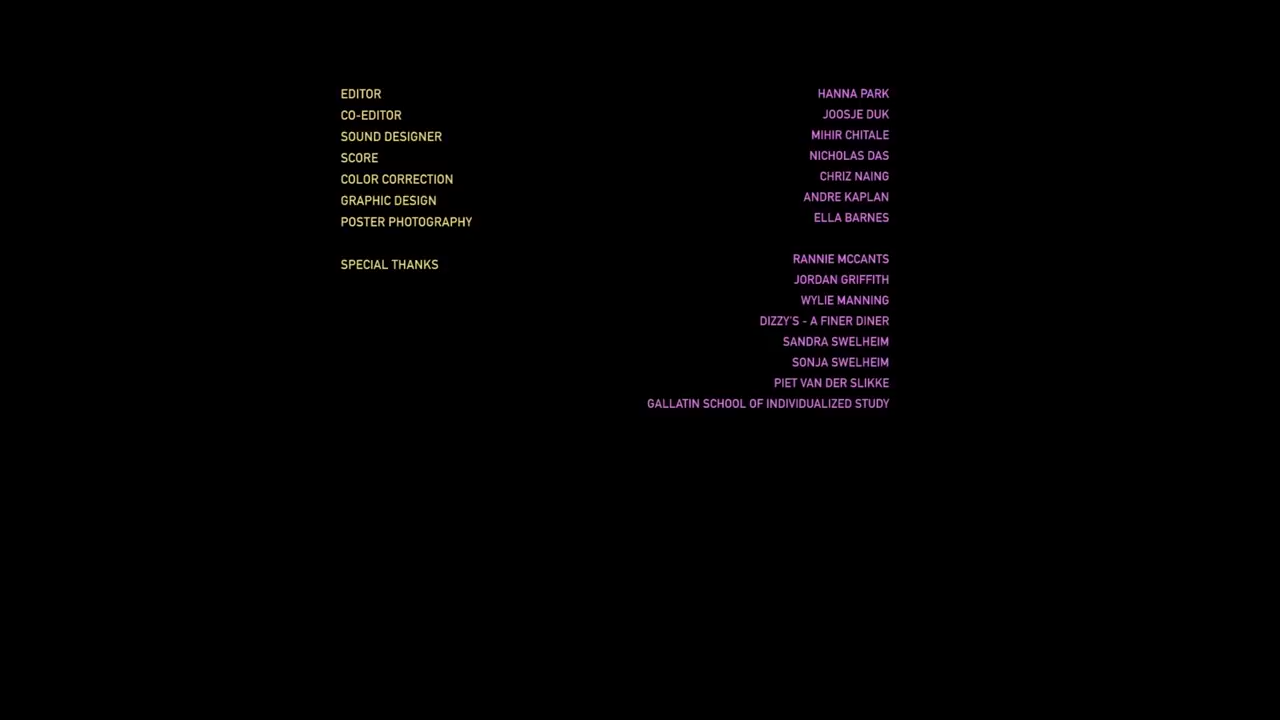 EDITOR HANNA PARK
CO-EDITOR JOOSJE DUK
SOUND DESIGNER MIHIR CHITALE
SCORE NICHOLAS DAS
COLOR CORRECTION CHRIZ NAING
GRAPHIC DESIGN ANDRE KAPLAN
POSTER PHOTOGRAPHY ELLA BARNES
SPECIAL THANKS RANNIE MCCANTS
JORDAN GRIFFITH
WYLIE MANNING
DIZZY'S - A FINER DINER
SANDRA SWELHEIM
SONJA SWELHEIM
PIET VAN DER SLIKKE
GALLATIN SCHOOL OF INDIVIDUALIZED STUDY